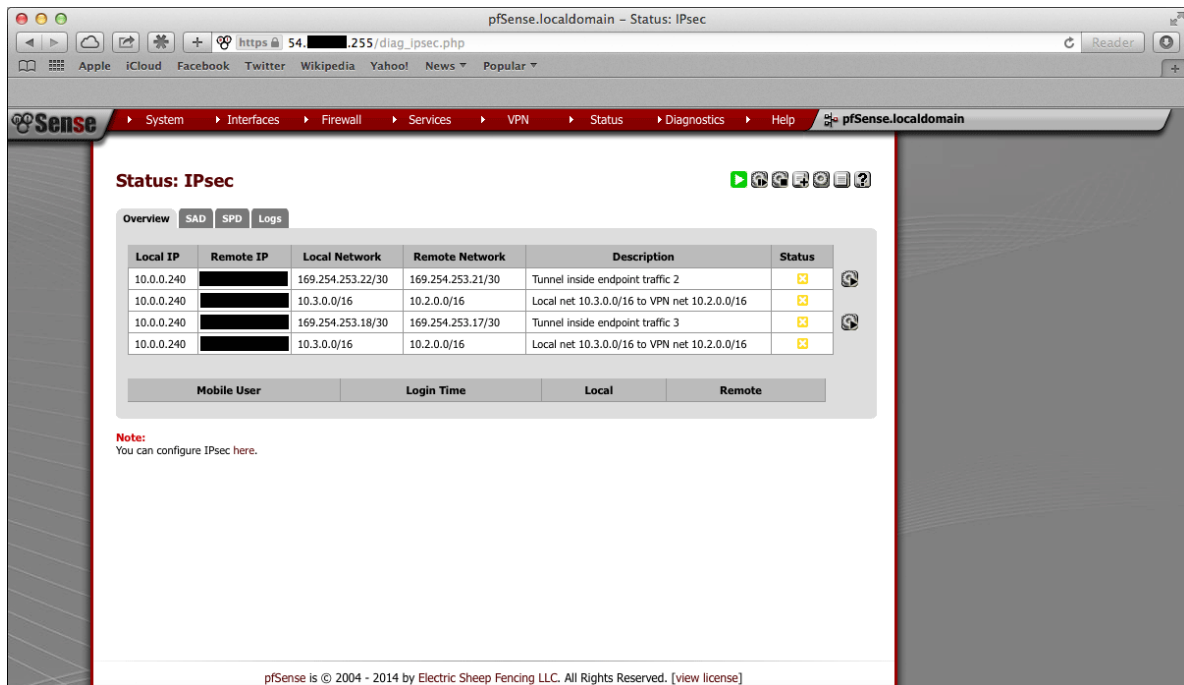 pfSense.localdomain – Status: IPsec
https 54. .255/diag_ipsec.php
Reader
Apple iCloud Facebook Twitter Wikipedia Yahoo! News Popular
Sense System Interfaces Firewall Services VPN Status Diagnostics Help pfSense.localdomain
Status: IPsec
Overview SAD SPD Logs
Local IP Remote IP Local Network Remote Network Description Status
10.0.0.240 169.254.253.22/30 169.254.253.21/30 Tunnel inside endpoint traffic 2
10.0.0.240 10.3.0.0/16 10.2.0.0/16 Local net 10.3.0.0/16 to VPN net 10.2.0.0/16
10.0.0.240 169.254.253.18/30 169.254.253.17/30 Tunnel inside endpoint traffic 3
10.0.0.240 10.3.0.0/16 10.2.0.0/16 Local net 10.3.0.0/16 to VPN net 10.2.0.0/16
Mobile User Login Time Local Remote
Note:
You can configure IPsec here.
pfSense is © 2004 - 2014 by Electric Sheep Fencing LLC. All Rights Reserved. [view license]